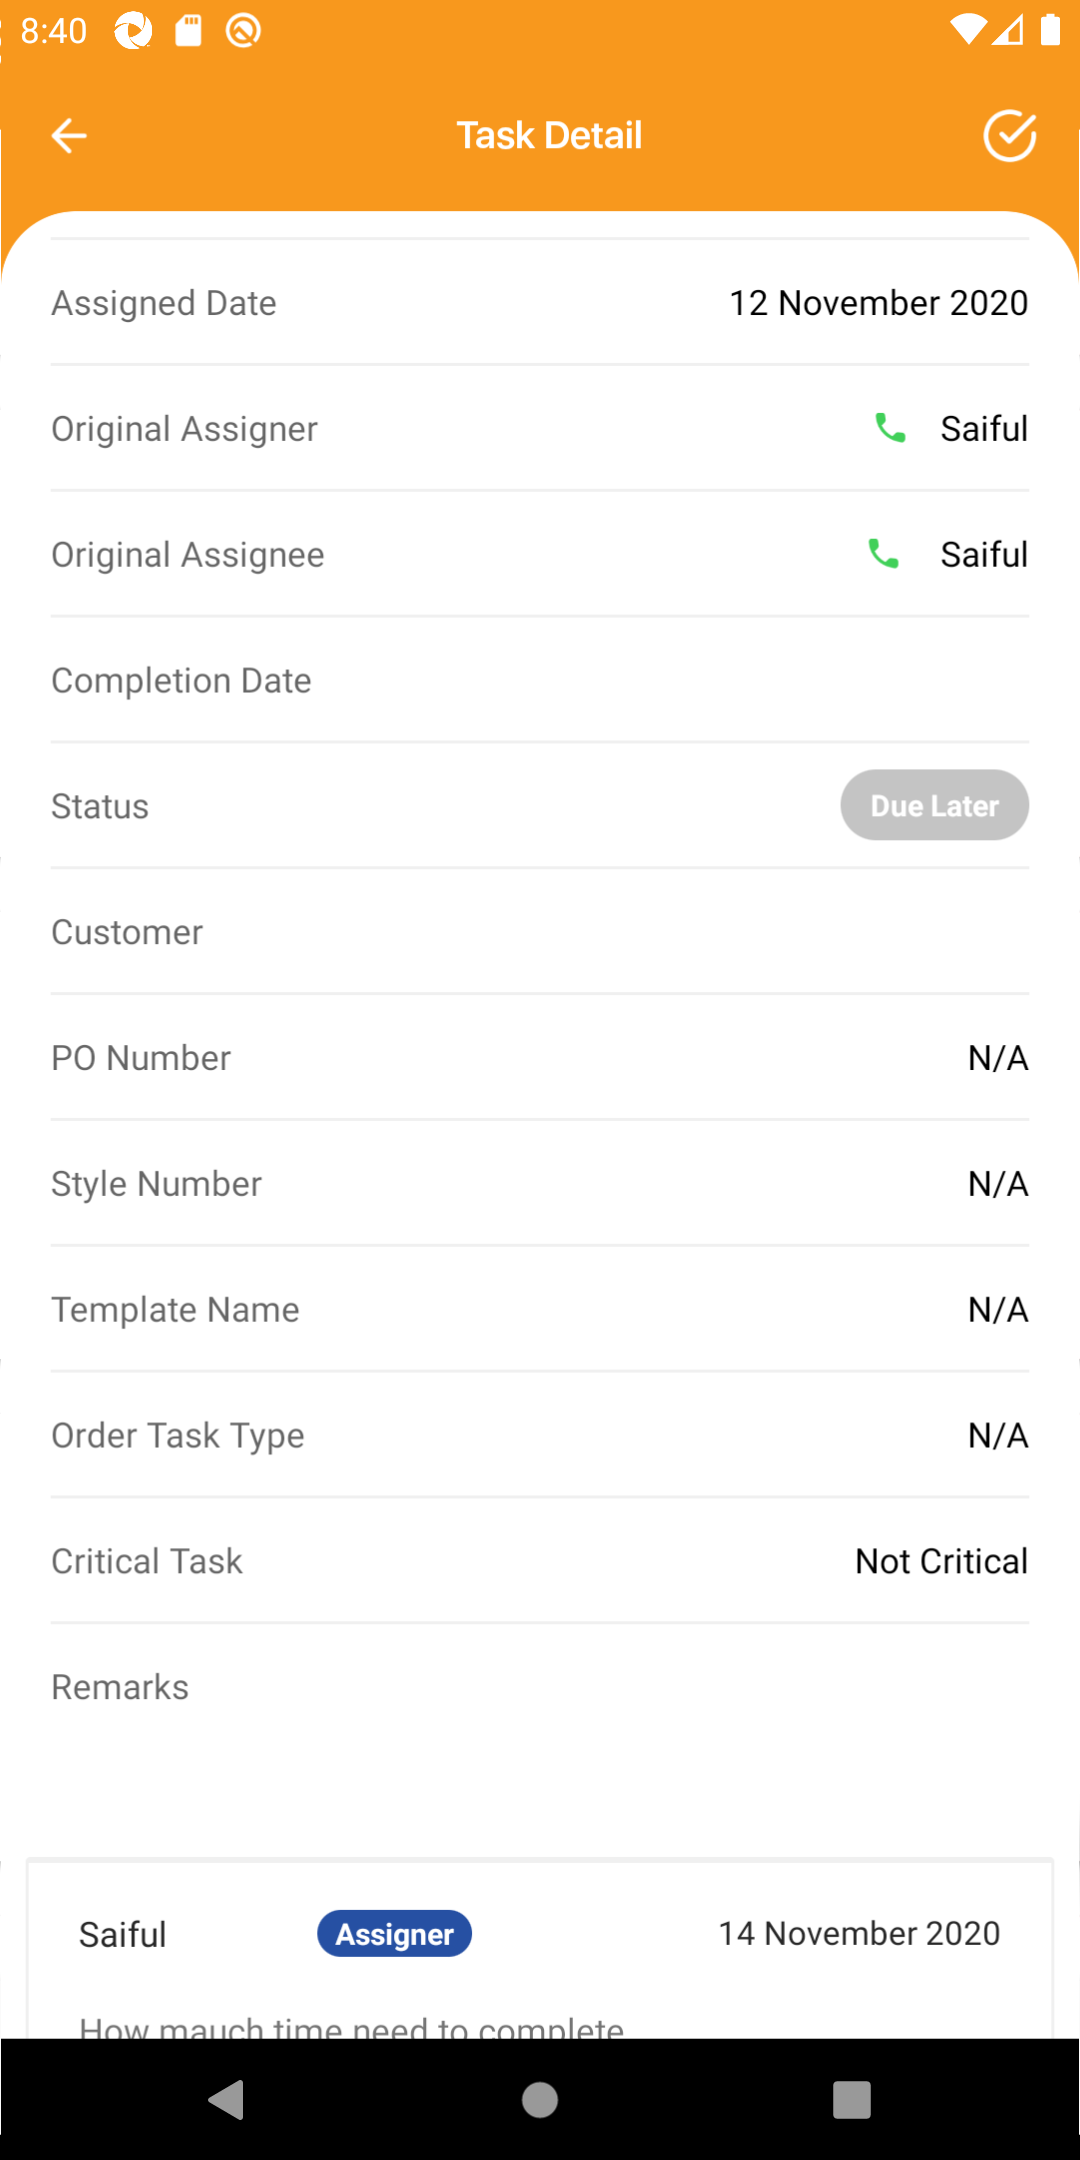 8:40
Task Detail
Assigned Date 12 November 2020
Original Assigner Saiful
Original Assignee Saiful
Completion Date
Status Due Later
Customer
PO Number N/A
Style Number N/A
Template Name N/A
Order Task Type N/A
Critical Task Not Critical
Remarks
Saiful Assigner 14 November 2020
How mauch time need to complete